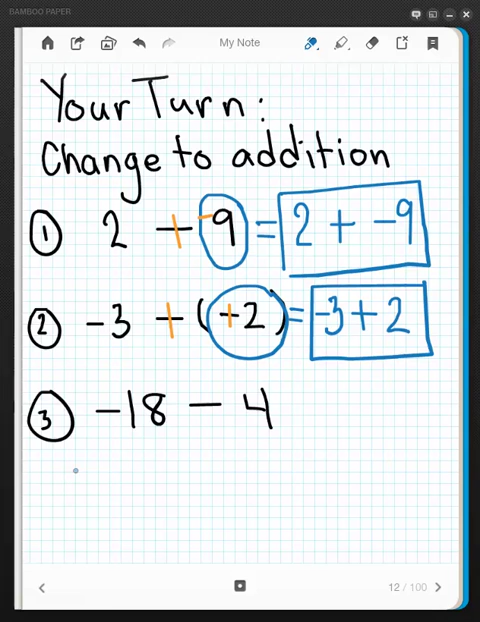 BAMBOO PAPER
My Note
Your Turn:
Change to addition
① 2 + -9 = 2 + -9
② -3 + (+2) = -3 + 2
③ -18 - 4
12 / 100